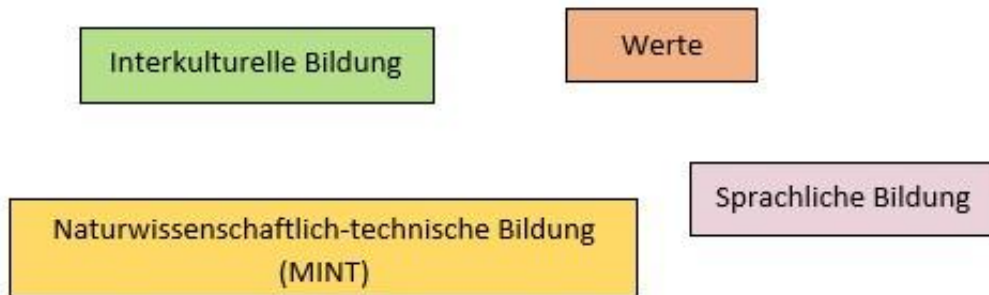 Interkulturelle Bildung
Werte
Sprachliche Bildung
Naturwissenschaftlich-technische Bildung
(MINT)